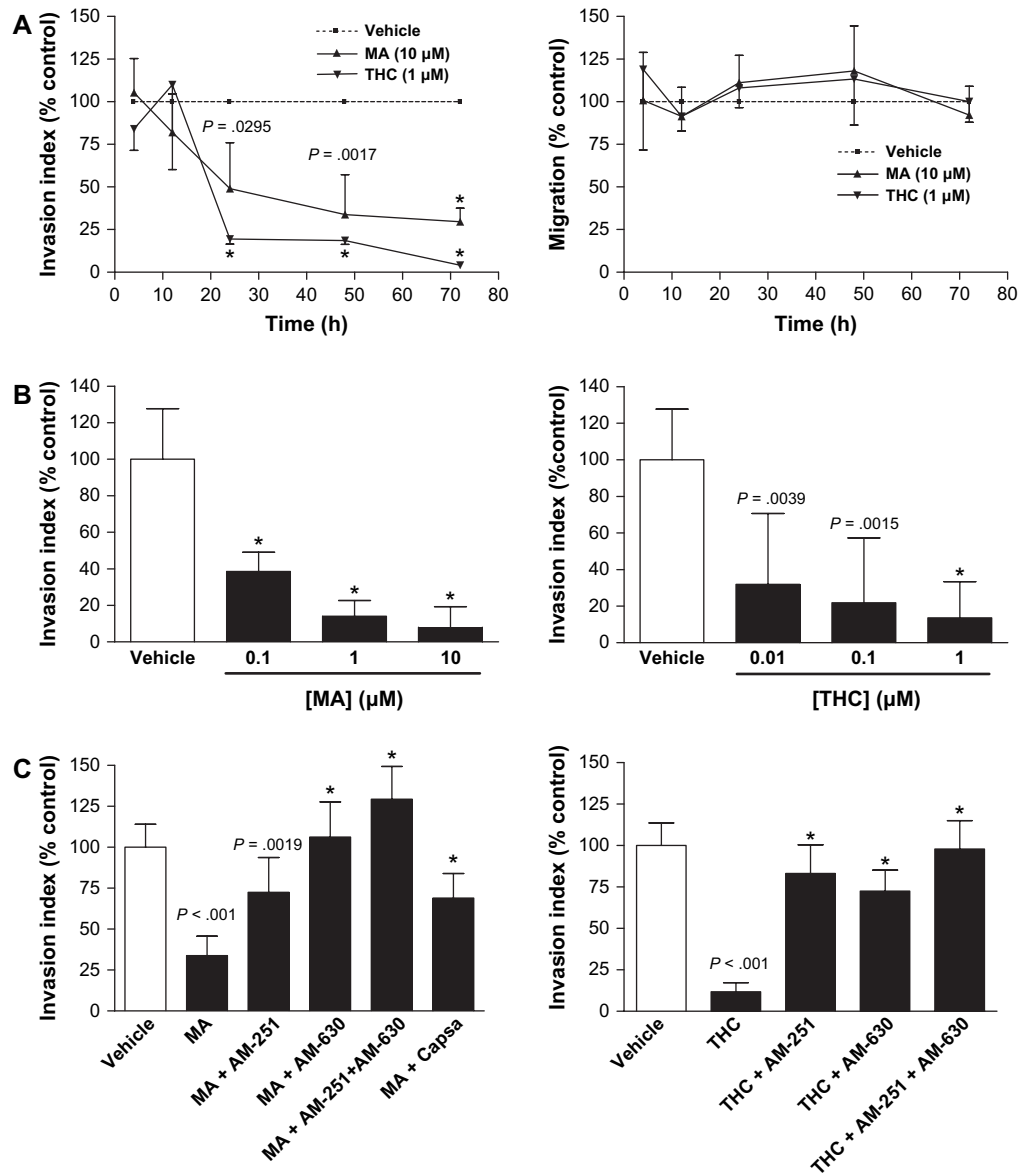 A
Invasion index (% control)
150
125
100
75
50
25
0
Vehicle
MA (10 µM)
THC (1 µM)
P = .0295
P = .0017
*
*
*
*
0 10 20 30 40 50 60 70 80
Time (h)
Migration (% control)
150
125
100
75
50
25
0
Vehicle
MA (10 µM)
THC (1 µM)
0 10 20 30 40 50 60 70 80
Time (h)
B
Invasion index (% control)
140
120
100
80
60
40
20
0
*
*
*
Vehicle 0.1 1 10
[MA] (µM)
Invasion index (%control)
140
120
100
80
60
40
20
0
P = .0039
P = .0015
*
Vehicle 0.01 0.1 1
[THC] (µM)
C
Invasion index (% control)
150
125
100
75
50
25
0
P < .001
P = .0019
*
*
*
Vehicle
MA
MA + AM-251
MA + AM-630
MA + AM-251+AM-630
MA + Capsa
Invasion index (% control)
150
125
100
75
50
25
0
P < .001
*
*
*
Vehicle
THC
THC + AM-251
THC + AM-630
THC + AM-251 + AM-630